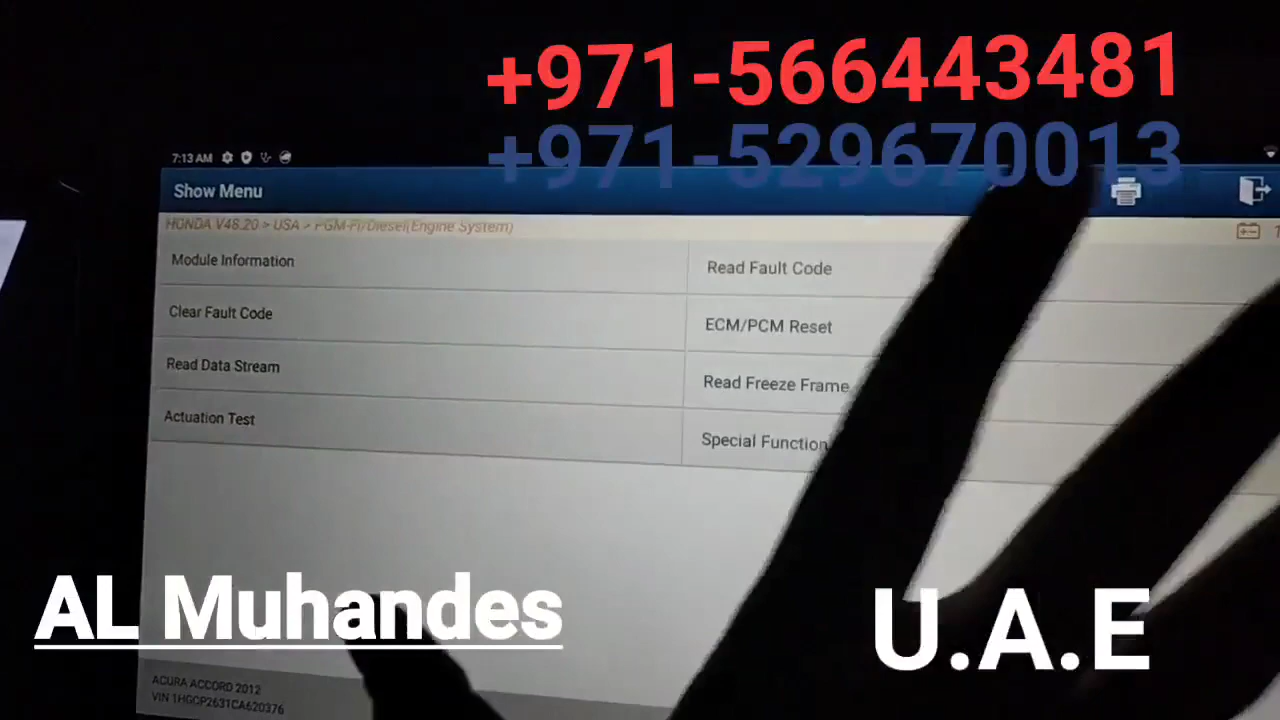 +971-566443481
+971-529670013
7:13 AM
Show Menu
HONDA V48.20 > USA > PGM-FI/Diesel(Engine System)
Module Information
Read Fault Code
Clear Fault Code
ECM/PCM Reset
Read Data Stream
Read Freeze Frame
Actuation Test
Special Function
AL Muhandes
U.A.E
ACURA ACCORD 2012
VIN 1HGCP2631CA620376